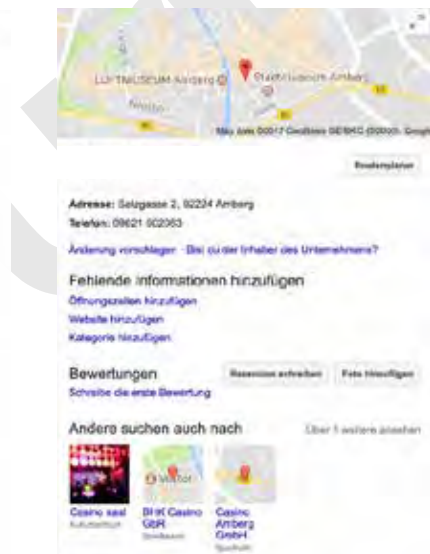 LUFTMUSEUM Amberg
Stadtmuseum Amberg
Google
Routenplaner
Adresse: Salzgasse 2, 92224 Amberg
Telefon: 09621
Änderung vorschlagen · Bist du der Inhaber des Unternehmens?
Fehlende Informationen hinzufügen
Öffnungszeiten hinzufügen
Website hinzufügen
Kategorie hinzufügen
Bewertungen
Rezension schreiben
Foto hinzufügen
Schreibe die erste Bewertung
Andere suchen auch nach
Über 1 weitere ansehen
Casino saal
BHK Casino GbR
Casino Amberg GmbH